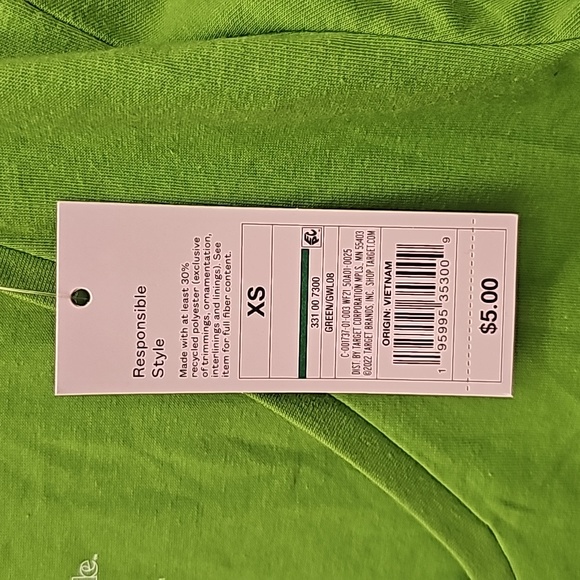 Responsible
Style
Made with at least 30%
recycled polyester (exclusive
of trimmings, ornamentation,
interlinings and linings). See
item for full fiber content.
XS
331 00 7300
GREEN/GWL08
C-001737-01-003 WF21 50A01-0025
DIST. BY TARGET CORPORATION MPLS, MN 55403
©2022 TARGET BRANDS, INC. SHOP TARGET.COM
ORIGIN: VIETNAM
1 95995 35300 9
$5.00